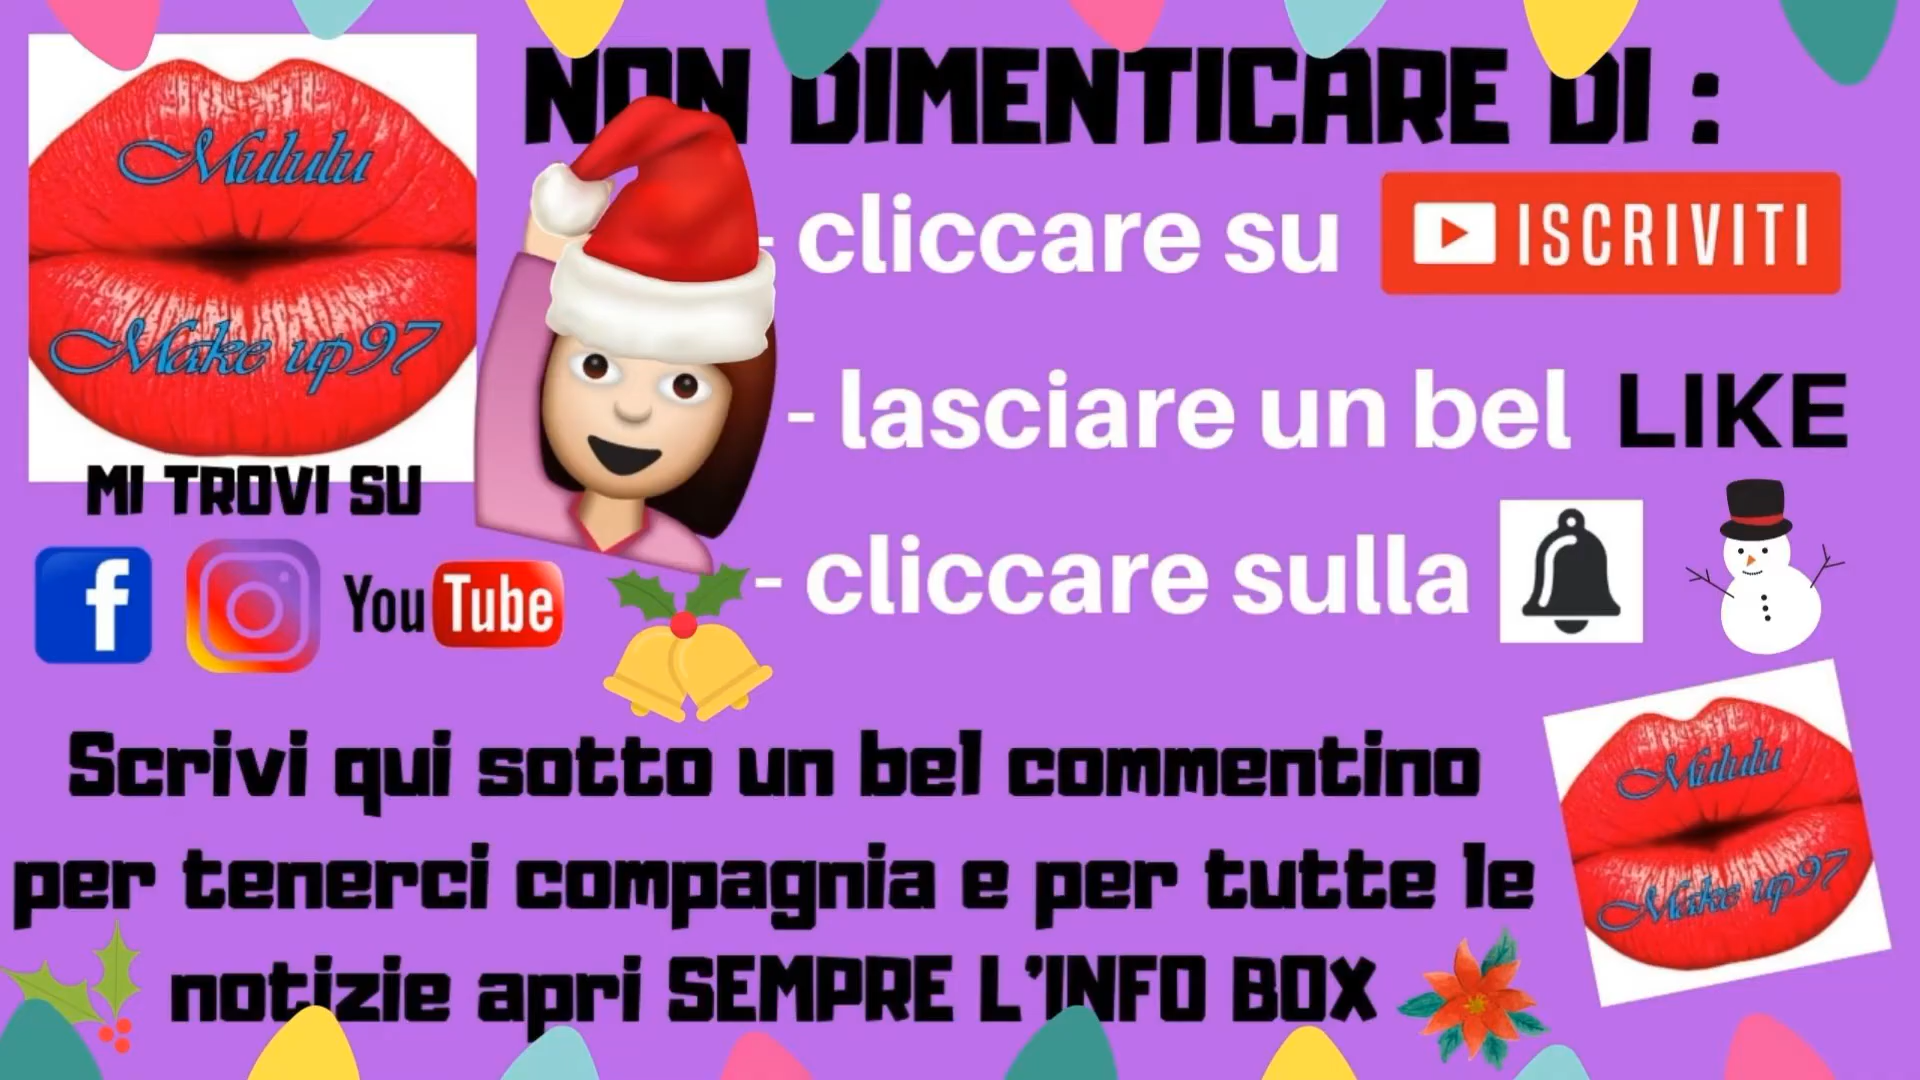 Mululu
Make up97
MI TROVI SU
f
YouTube
NON DIMENTICARE DI :
- cliccare su ISCRIVITI
- lasciare un bel LIKE
- cliccare sulla
Scrivi qui sotto un bel commentino
per tenerci compagnia e per tutte le
notizie apri SEMPRE L'INFO BOX
Mululu
Make up97